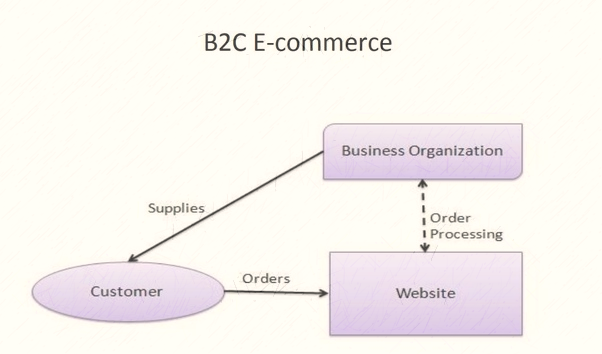 B2C E-commerce
Business Organization
Supplies
Order
Processing
Customer
Orders
Website